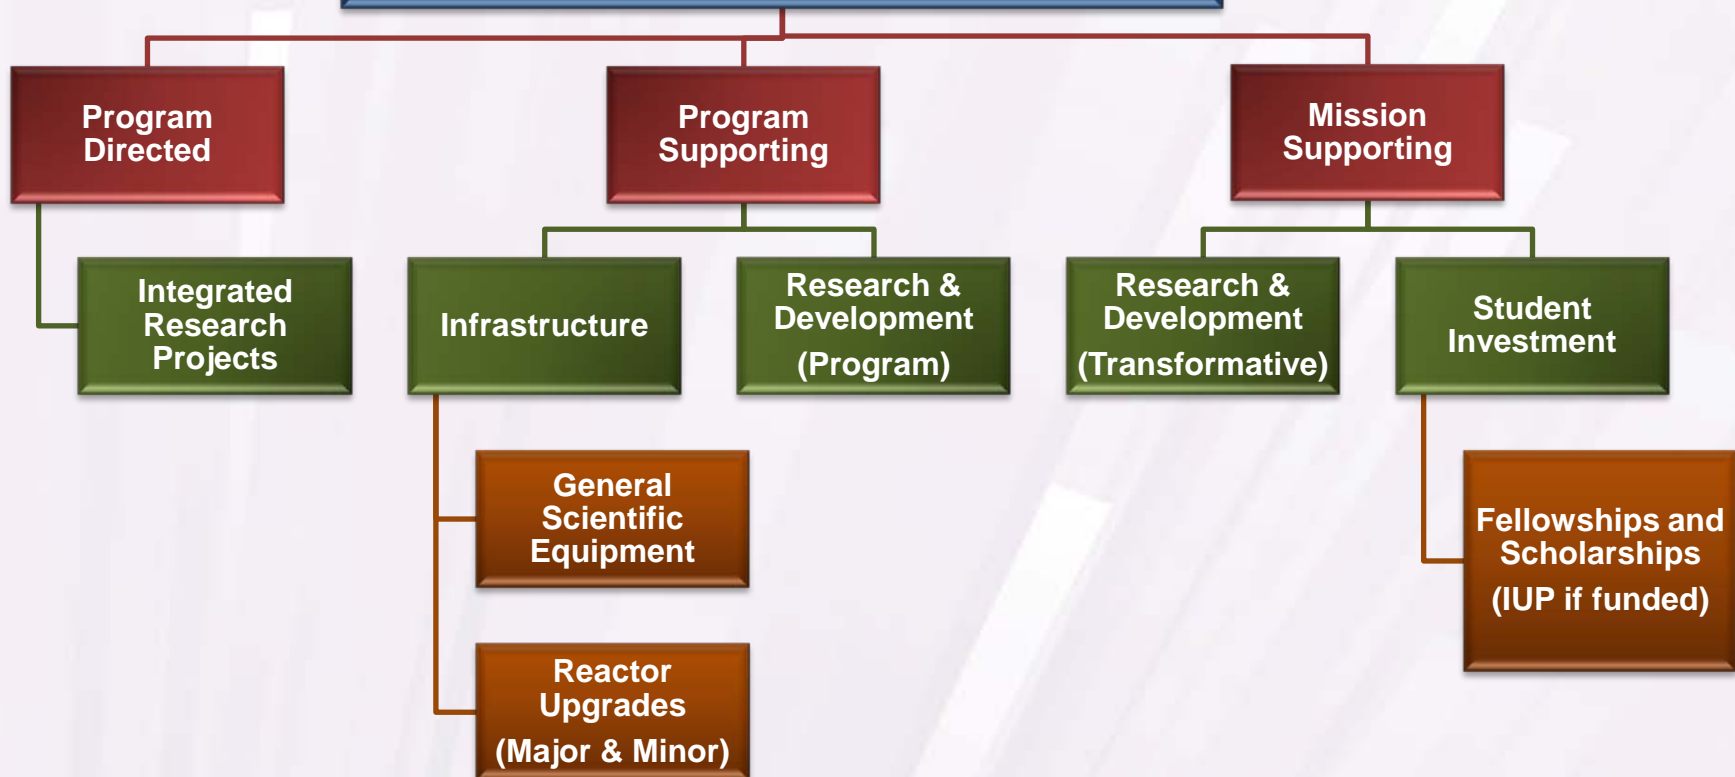 Program
Directed
Program
Supporting
Mission
Supporting
Integrated
Research
Projects
Infrastructure
Research &
Development
(Program)
Research &
Development
(Transformative)
Student
Investment
General
Scientific
Equipment
Fellowships and
Scholarships
(IUP if funded)
Reactor
Upgrades
(Major & Minor)